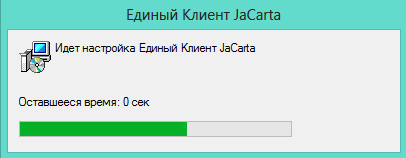 Единый Клиент JaCarta
Идет настройка Единый Клиент JaCarta
Оставшееся время: 0 сек